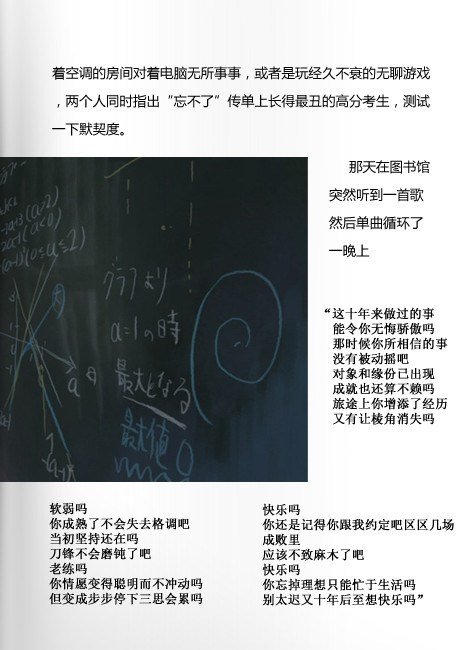 着空调的房间对着电脑无所事事，或者是玩经久不衰的无聊游戏
，两个人同时指出“忘不了”传单上长得最丑的高分考生，测试
一下默契度。
那天在图书馆
突然听到一首歌
然后单曲循环了
一晚上
グラフより
a=1の時
最大となる
最大値
“这十年来做过的事
能令你无悔骄傲吗
那时候你所相信的事
没有被动摇吧
对象和缘份已出现
成就也还算不赖吗
旅途上你增添了经历
又有让棱角消失吗
软弱吗
你成熟了不会失去格调吧
当初坚持还在吗
刀锋不会磨钝了吧
老练吗
你情愿变得聪明而不冲动吗
但变成步步停下三思会累吗
快乐吗
你还是记得你跟我约定吧区区几场
成败里
应该不致麻木了吧
快乐吗
你忘掉理想只能忙于生活吗
别太迟又十年后至想快乐吗”